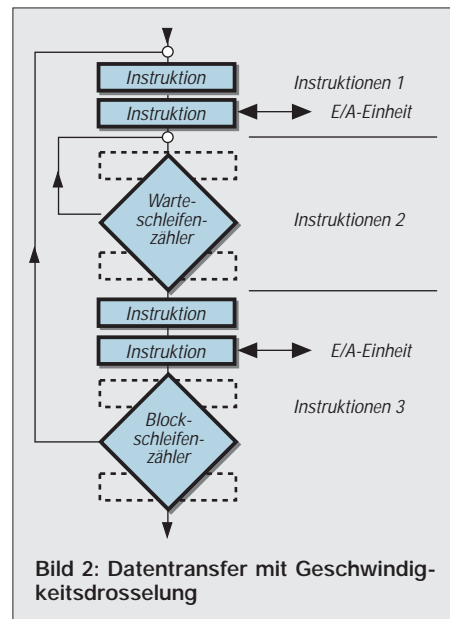 Instruktion
Instruktionen 1
Instruktion
E/A-Einheit
Warte-
schleifen-
zähler
Instruktionen 2
Instruktion
Instruktion
E/A-Einheit
Block-
schleifen-
zähler
Instruktionen 3
Bild 2: Datentransfer mit Geschwindig-
keitsdrosselung